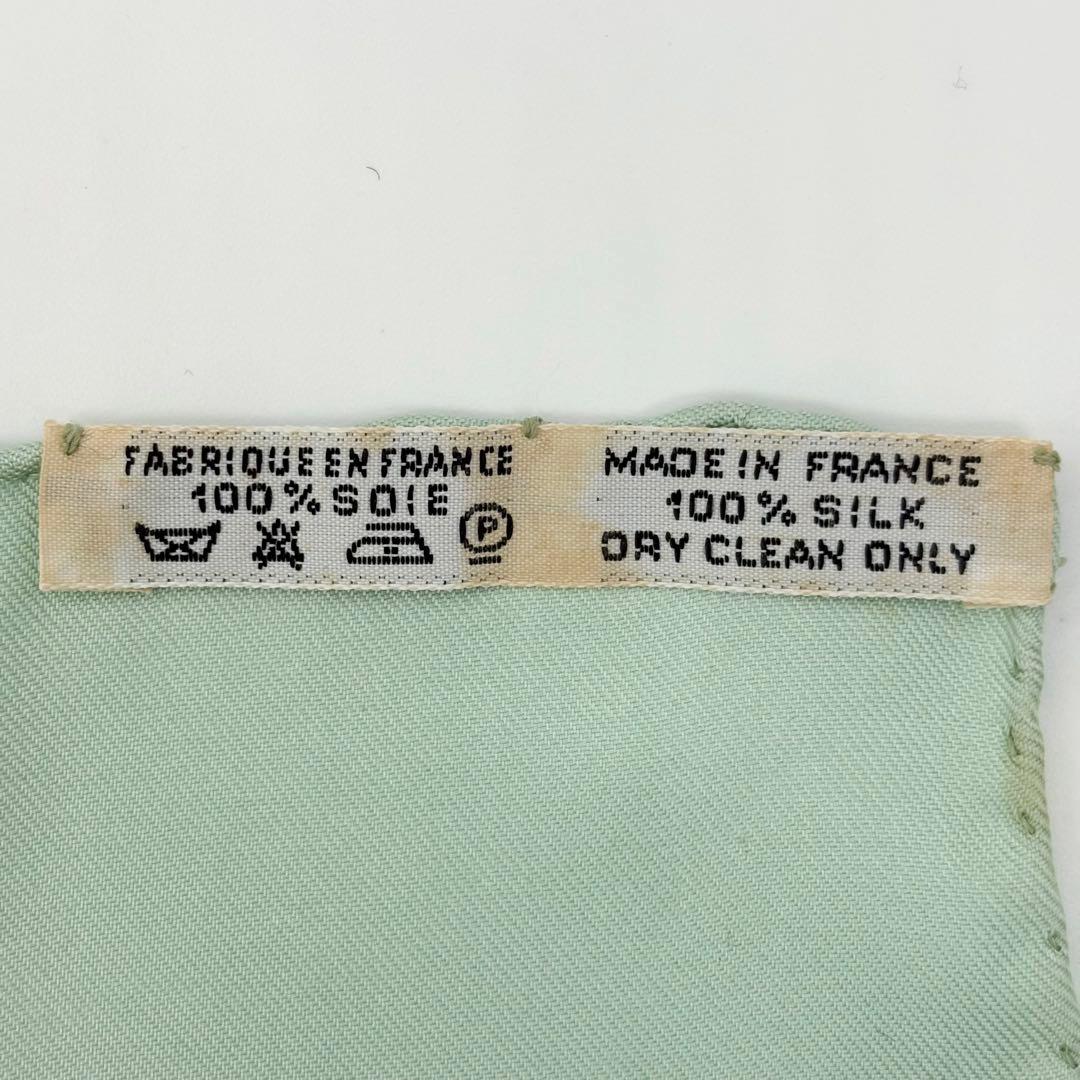 FABRIQUE EN FRANCE
100% SOIE
P
MADE IN FRANCE
100% SILK
DRY CLEAN ONLY